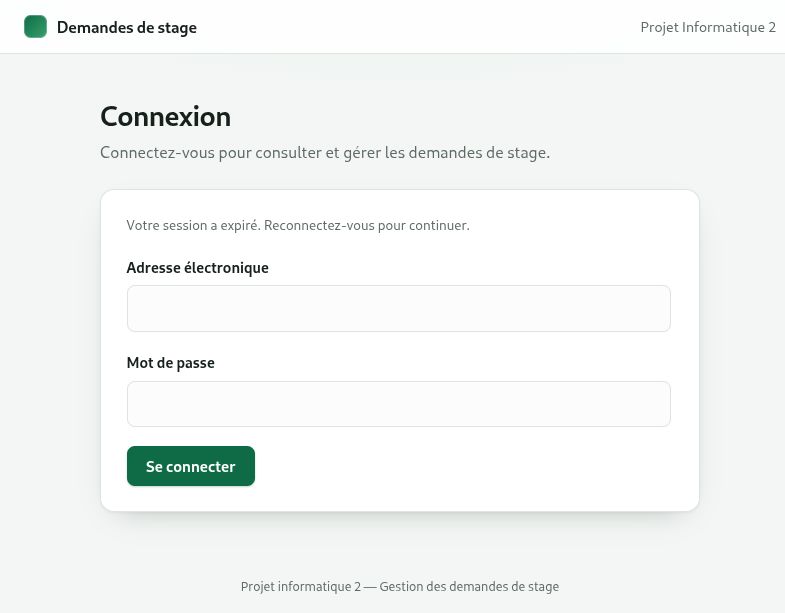 Demandes de stage
Projet Informatique 2
Connexion
Connectez-vous pour consulter et gérer les demandes de stage.
Votre session a expiré. Reconnectez-vous pour continuer.
Adresse électronique
Mot de passe
Se connecter
Projet informatique 2 — Gestion des demandes de stage